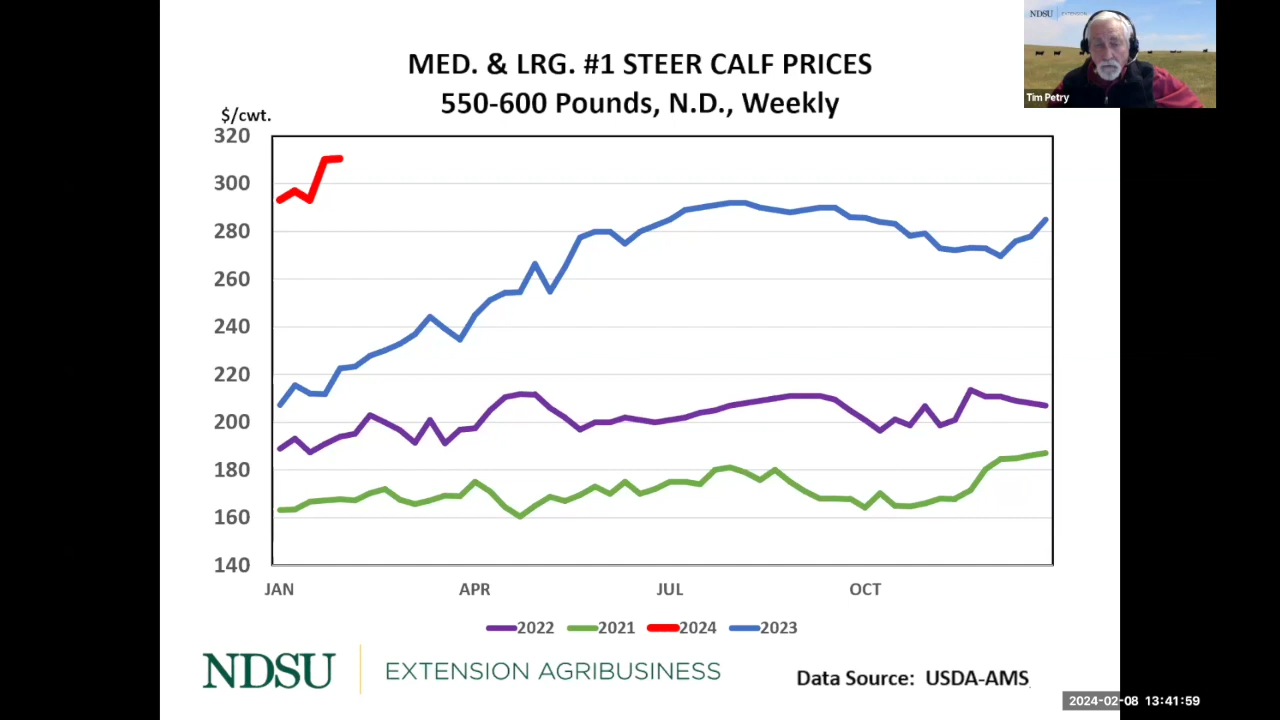 NDSU EXTENSION
Tim Petry
MED. & LRG. #1 STEER CALF PRICES
550-600 Pounds, N.D., Weekly
$/cwt.
320
300
280
260
240
220
200
180
160
140
JAN APR JUL OCT
2022 2021 2024 2023
NDSU EXTENSION AGRIBUSINESS
Data Source: USDA-AMS
2024-02-08 13:41:59